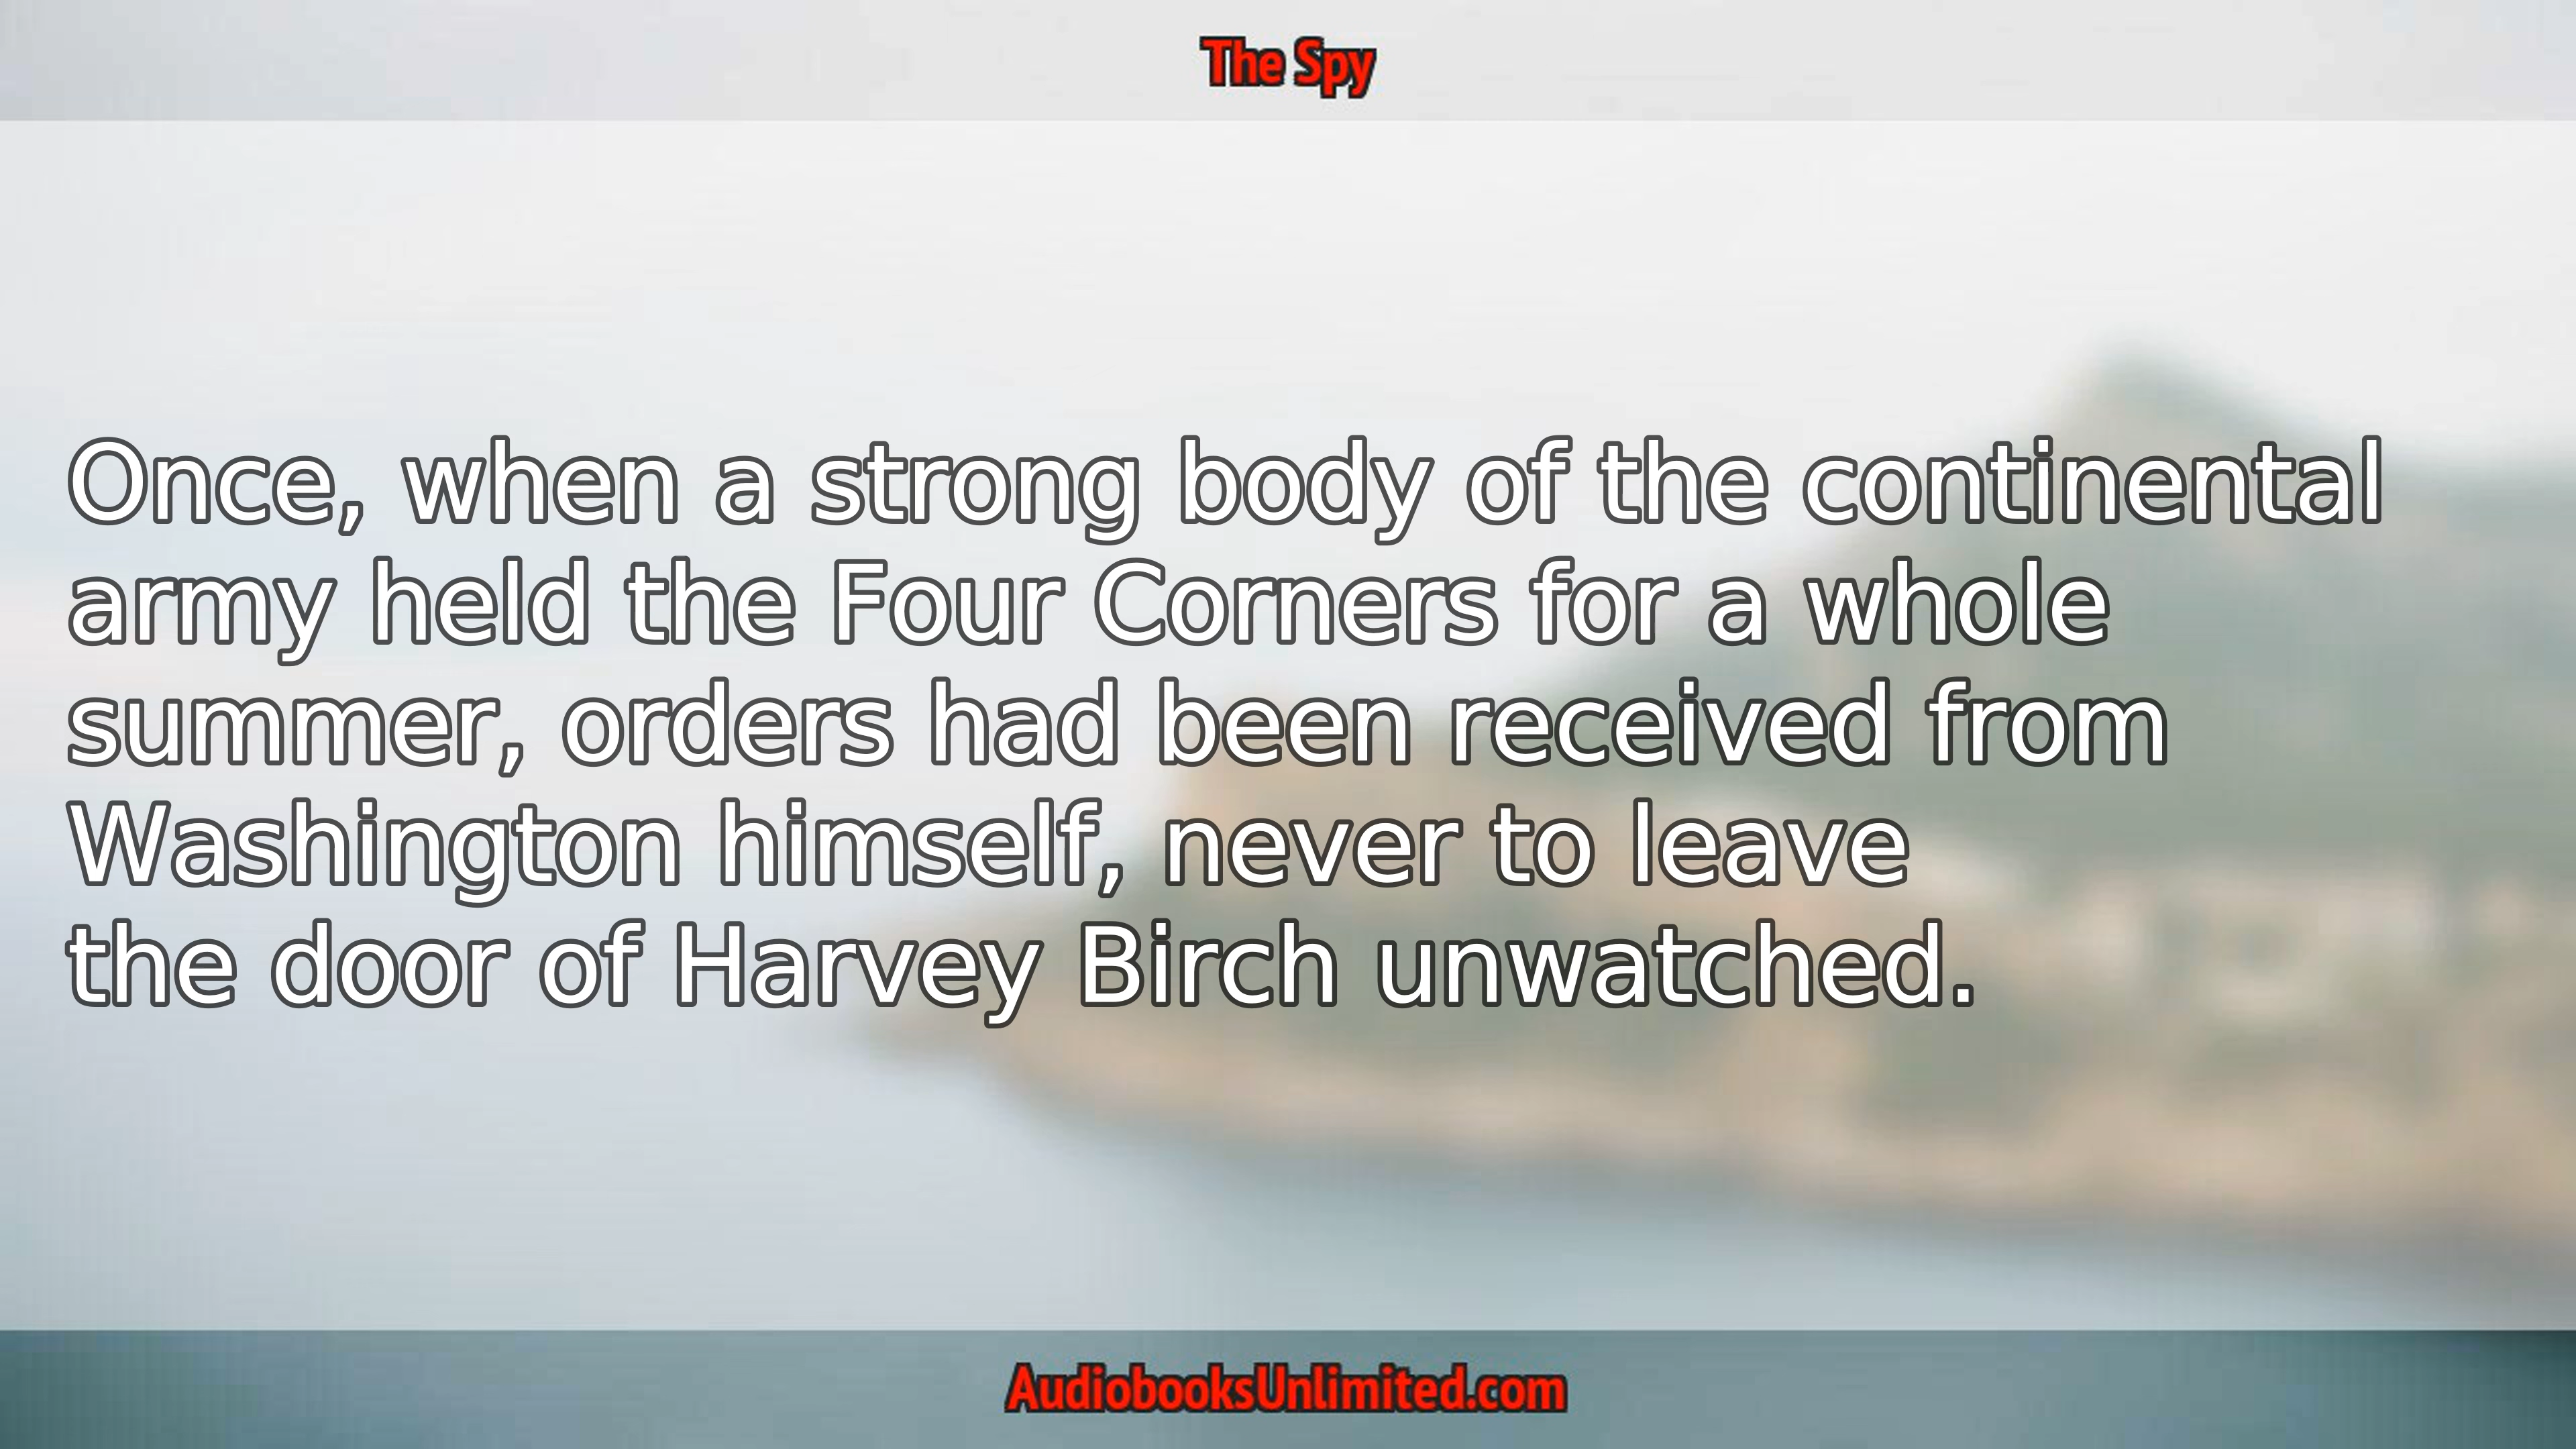 The Spy
Once, when a strong body of the continental
army held the Four Corners for a whole
summer, orders had been received from
Washington himself, never to leave
the door of Harvey Birch unwatched.
AudiobooksUnlimited.com